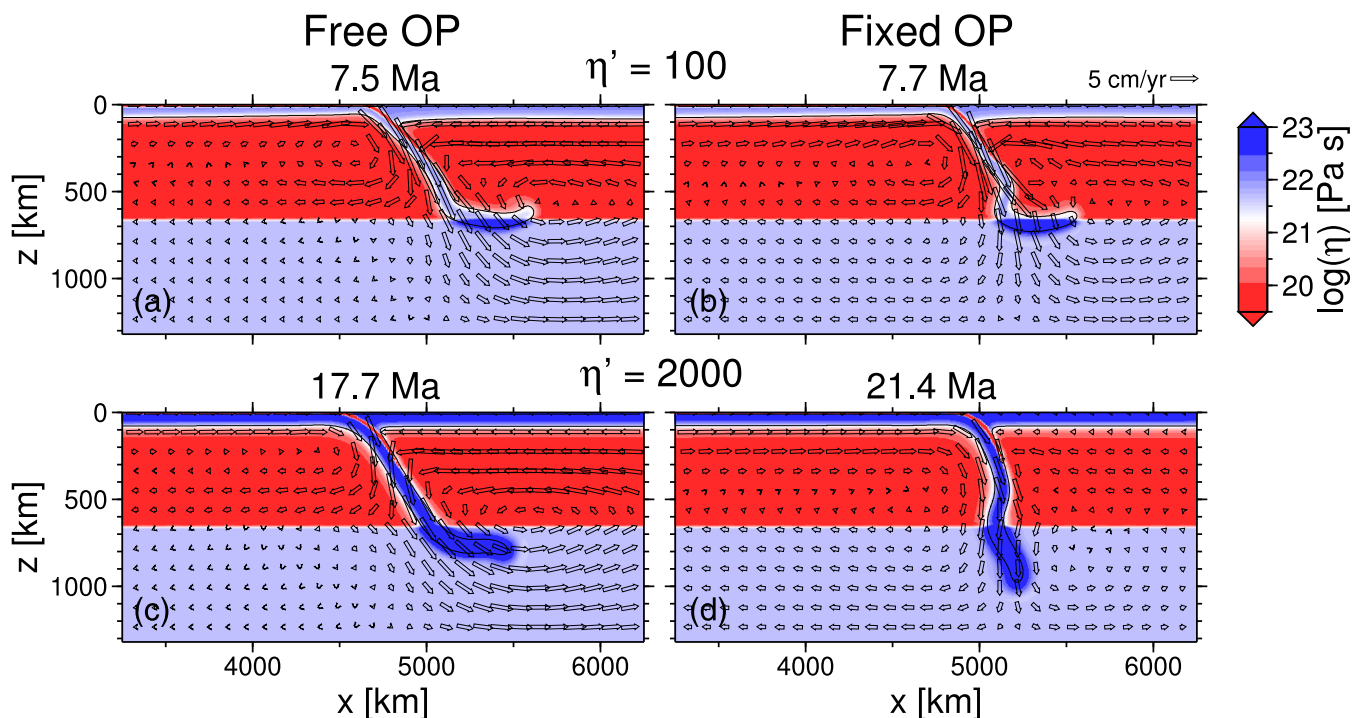 Free OP
Fixed OP
η' = 100
7.5 Ma
7.7 Ma
5 cm/yr
0
500
1000
z [km]
(a)
(b)
23
22
21
20
log(η) [Pa s]
η' = 2000
17.7 Ma
21.4 Ma
0
500
1000
z [km]
(c)
(d)
4000
5000
6000
4000
5000
6000
x [km]
x [km]